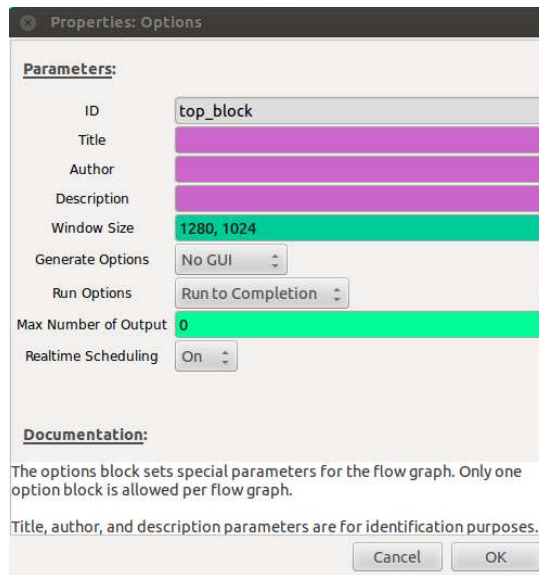 Properties: Options
Parameters:
ID top_block
Title
Author
Description
Window Size 1280, 1024
Generate Options No GUI
Run Options Run to Completion
Max Number of Output 0
Realtime Scheduling On
Documentation:
The options block sets special parameters for the flow graph. Only one
option block is allowed per flow graph.
Title, author, and description parameters are for identification purposes.
Cancel OK